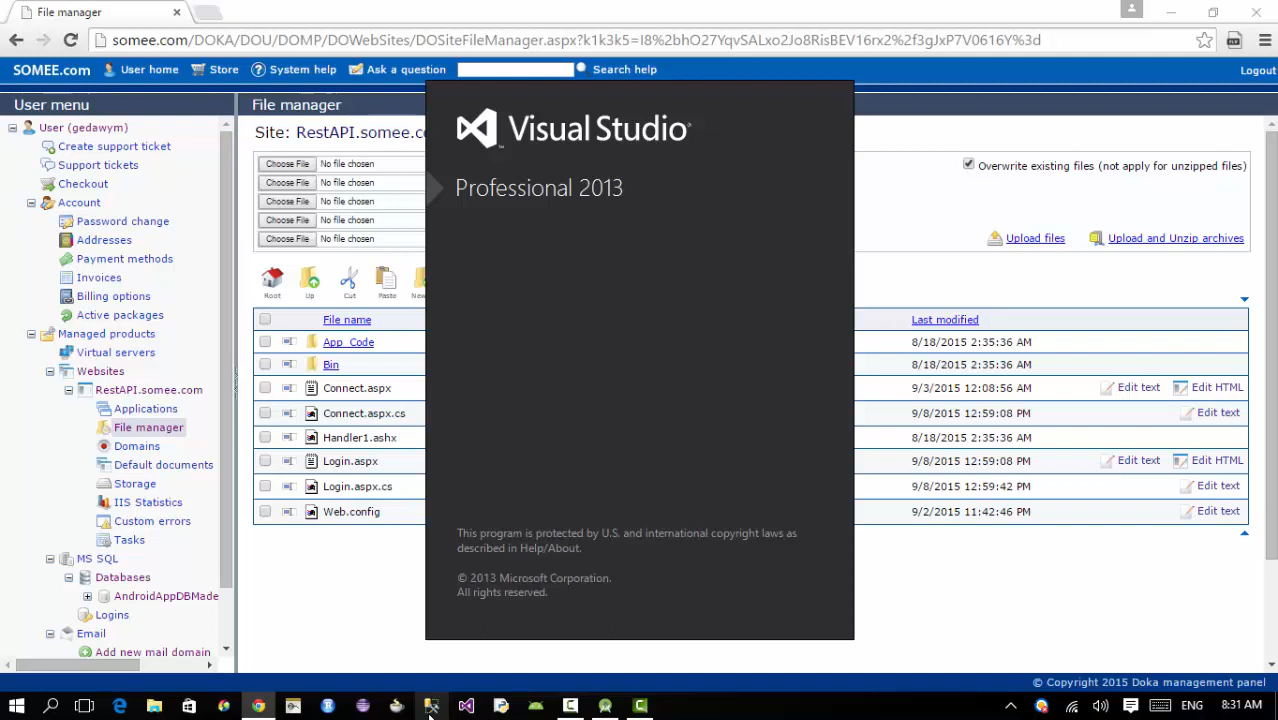 File manager
someee.com/DOKA/DOU/DOMP/DOWebSites/DOSiteFileManager.aspx?k1k3k5=I8%2bhO27YqvSALxo2Jo8RisBEV16rx2%2f3gJxP7V0616Y%3d
SOMEE.com User home Store System help Ask a question Search help Logout
User menu
File manager
User (gedawym)
Create support ticket
Support tickets
Checkout
Account
Password change
Addresses
Payment methods
Invoices
Billing options
Active packages
Managed products
Virtual servers
Websites
RestAPI.somee.com
Applications
File manager
Domains
Default documents
Storage
IIS Statistics
Custom errors
Tasks
MS SQL
Databases
AndroidAppDBMade
Logins
Email
Add new mail domain
Site: RestAPI.somee.c
Choose File No file chosen
Choose File No file chosen
Choose File No file chosen
Choose File No file chosen
Choose File No file chosen
Overwrite existing files (not apply for unzipped files)
Upload files Upload and Unzip archives
Root Up Cut Paste New
File name Last modified
App_Code 8/18/2015 2:35:36 AM
Bin 8/18/2015 2:35:36 AM
Connect.aspx 9/3/2015 12:08:56 AM Edit text Edit HTML
Connect.aspx.cs 9/8/2015 12:59:08 PM Edit text
Handler1.ashx 8/18/2015 2:35:36 AM
Login.aspx 9/8/2015 12:59:08 PM Edit text Edit HTML
Login.aspx.cs 9/8/2015 12:59:42 PM Edit text
Web.config 9/2/2015 11:42:46 PM Edit text
Visual Studio
Professional 2013
This program is protected by U.S. and international copyright laws as
described in Help/About.
© 2013 Microsoft Corporation.
All rights reserved.
© Copyright 2015 Doka management panel
ENG 8:31 AM